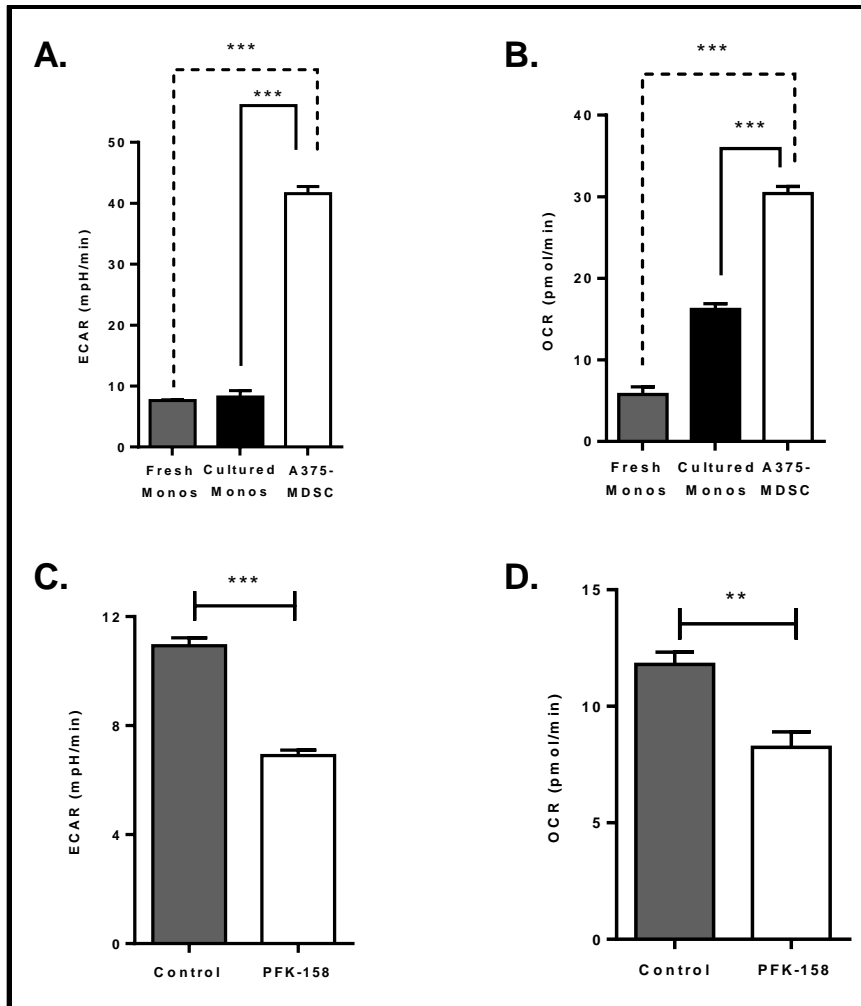 A.
***
***
50
40
30
20
10
0
ECAR (mpH/min)
Fresh Monos
Cultured Monos
A375-MDSC
B.
***
***
40
30
20
10
0
OCR (pmol/min)
Fresh Monos
Cultured Monos
A375-MDSC
C.
***
12
8
4
0
ECAR (mpH/min)
Control
PFK-158
D.
**
15
10
5
0
OCR (pmol/min)
Control
PFK-158